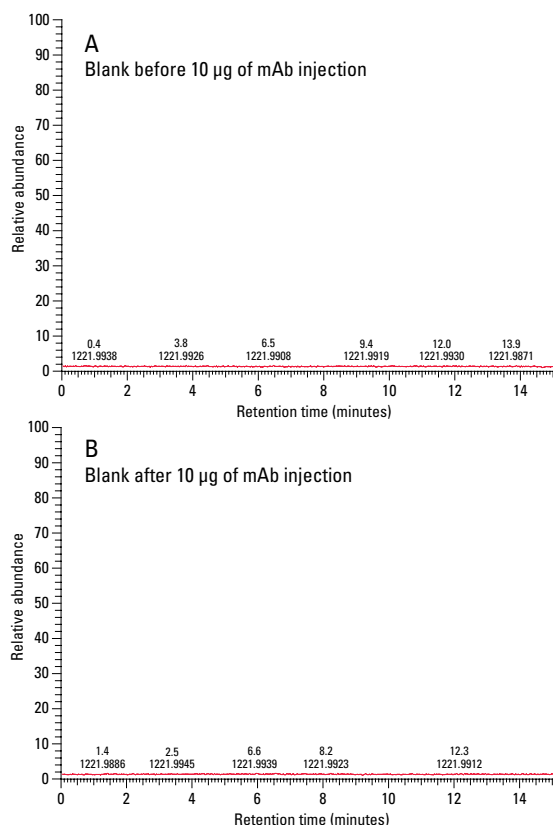 A
Blank before 10 µg of mAb injection
100
90
80
70
60
50
40
30
20
10
0
Relative abundance
0.4 3.8 6.5 9.4 12.0 13.9
1221.9938 1221.9926 1221.9908 1221.9919 1221.9930 1221.9871
0 2 4 6 8 10 12 14
Retention time (minutes)
B
Blank after 10 µg of mAb injection
100
90
80
70
60
50
40
30
20
10
0
Relative abundance
1.4 2.5 6.6 8.2 12.3
1221.9886 1221.9945 1221.9939 1221.9923 1221.9912
0 2 4 6 8 10 12 14
Retention time (minutes)